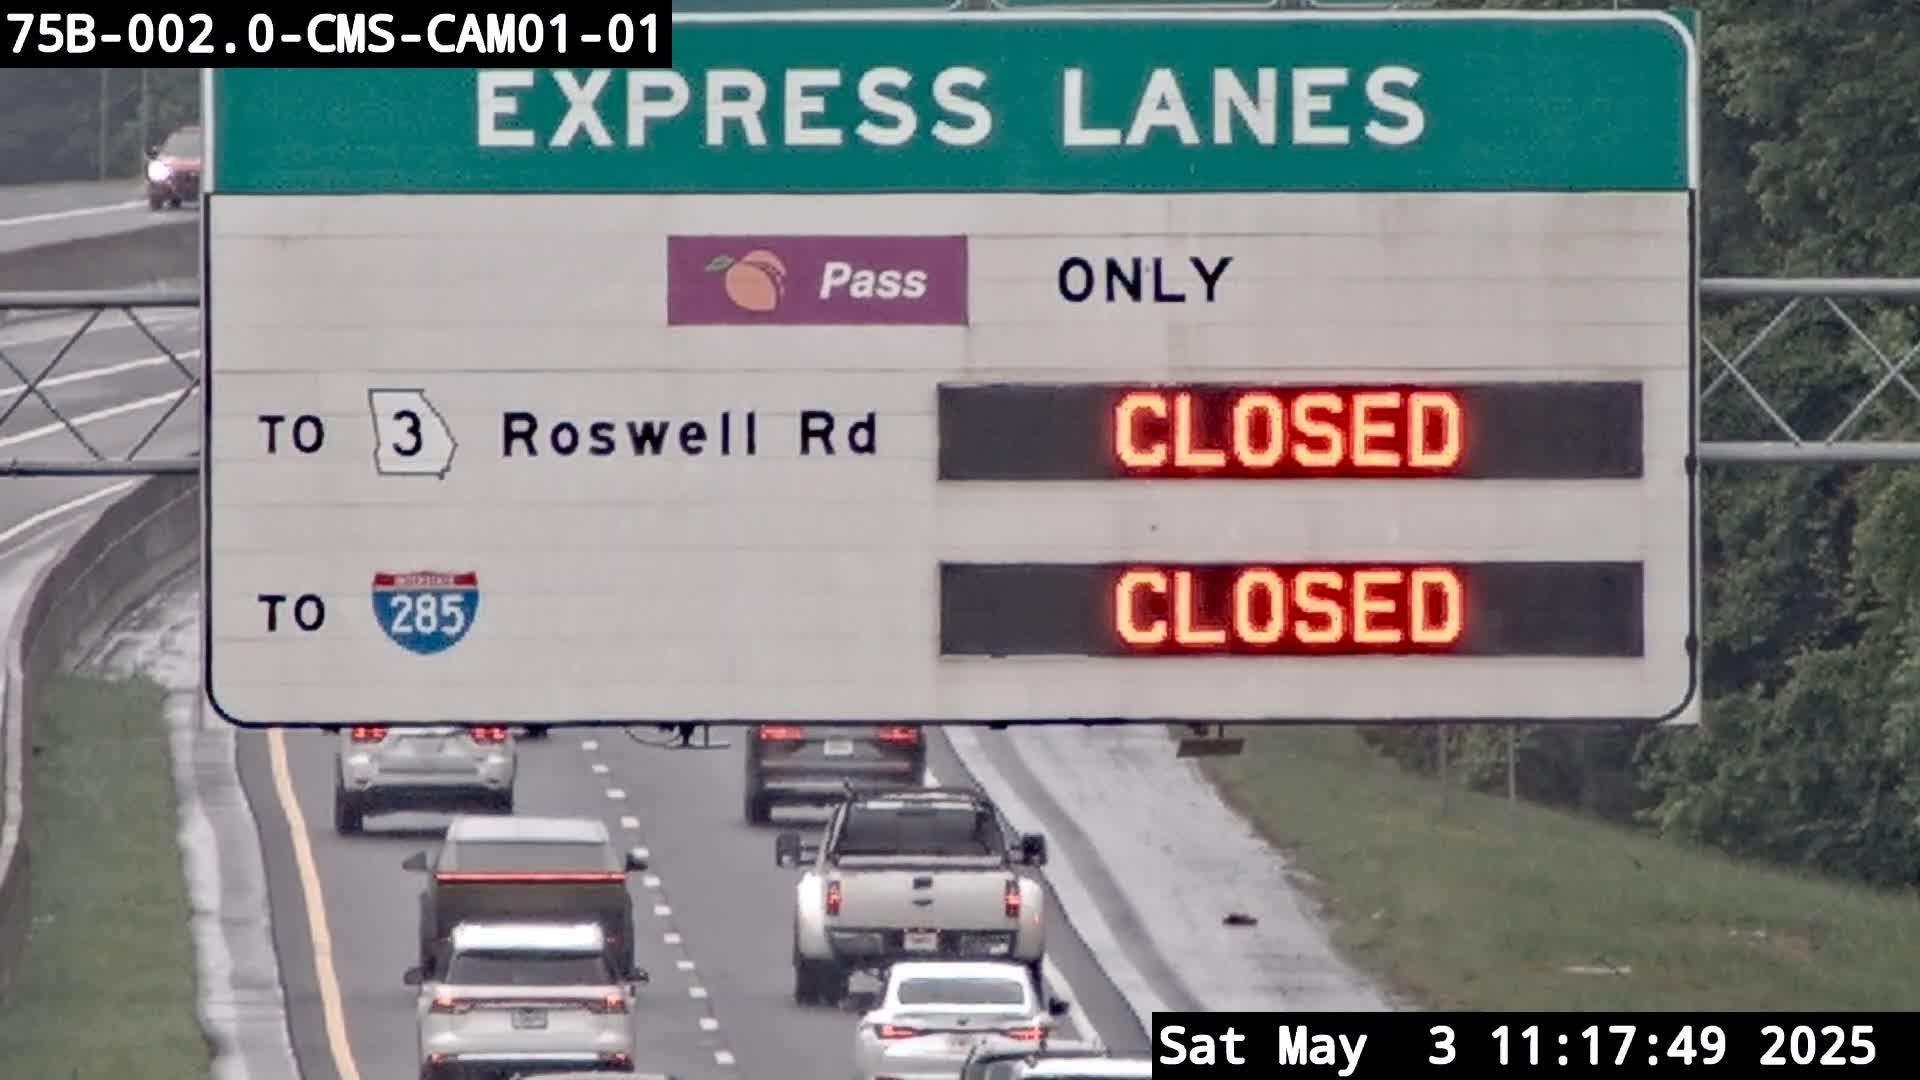 75B-002.0-CMS-CAM01-01
EXPRESS LANES
Pass ONLY
TO 3 Roswell Rd CLOSED
TO INTERSTATE 285 CLOSED
Sat May 3 11:17:49 2025